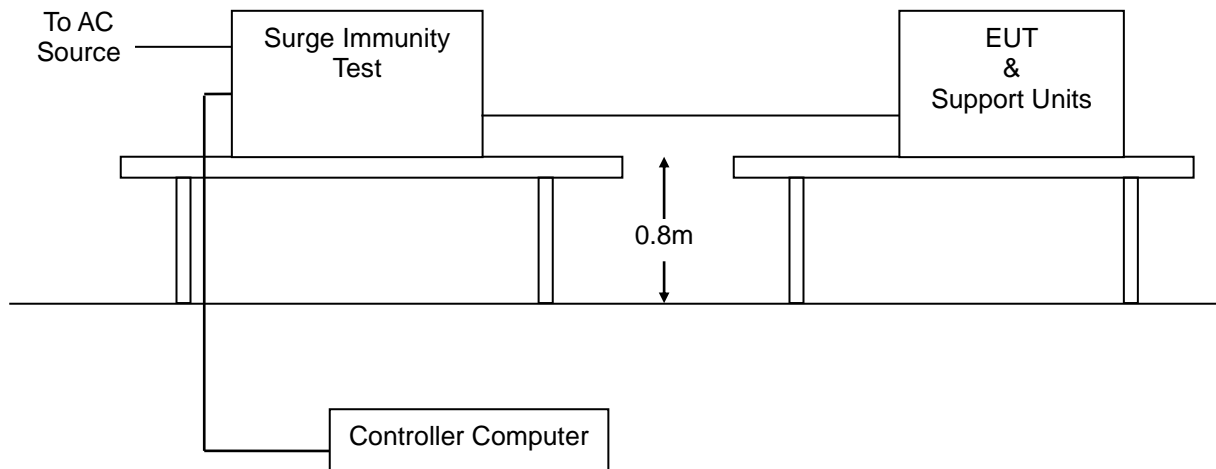 To AC
Source
Surge Immunity
Test
EUT
&
Support Units
0.8m
Controller Computer